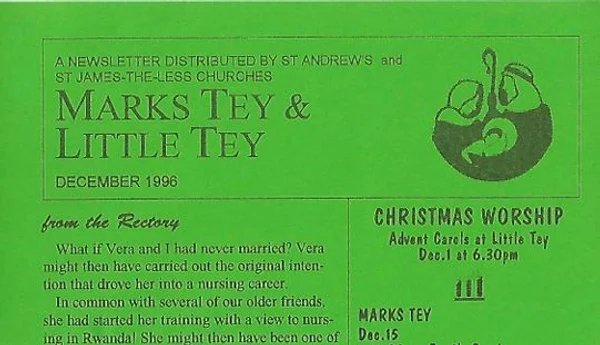 A NEWSLETTER DISTRIBUTED BY ST ANDREW'S and
ST JAMES-THE-LESS CHURCHES
MARKS TEY &
LITTLE TEY
DECEMBER 1996
from the Rectory
What if Vera and I had never married? Vera
might then have carried out the original inten-
tion that drove her into a nursing career.
In common with several of our older friends,
she had started her training with a view to nurs-
ing in Rwanda! She might then have been one of
CHRISTMAS WORSHIP
Advent Carols at Little Tey
Dec.1 at 6.30pm
MARKS TEY
Dec.15